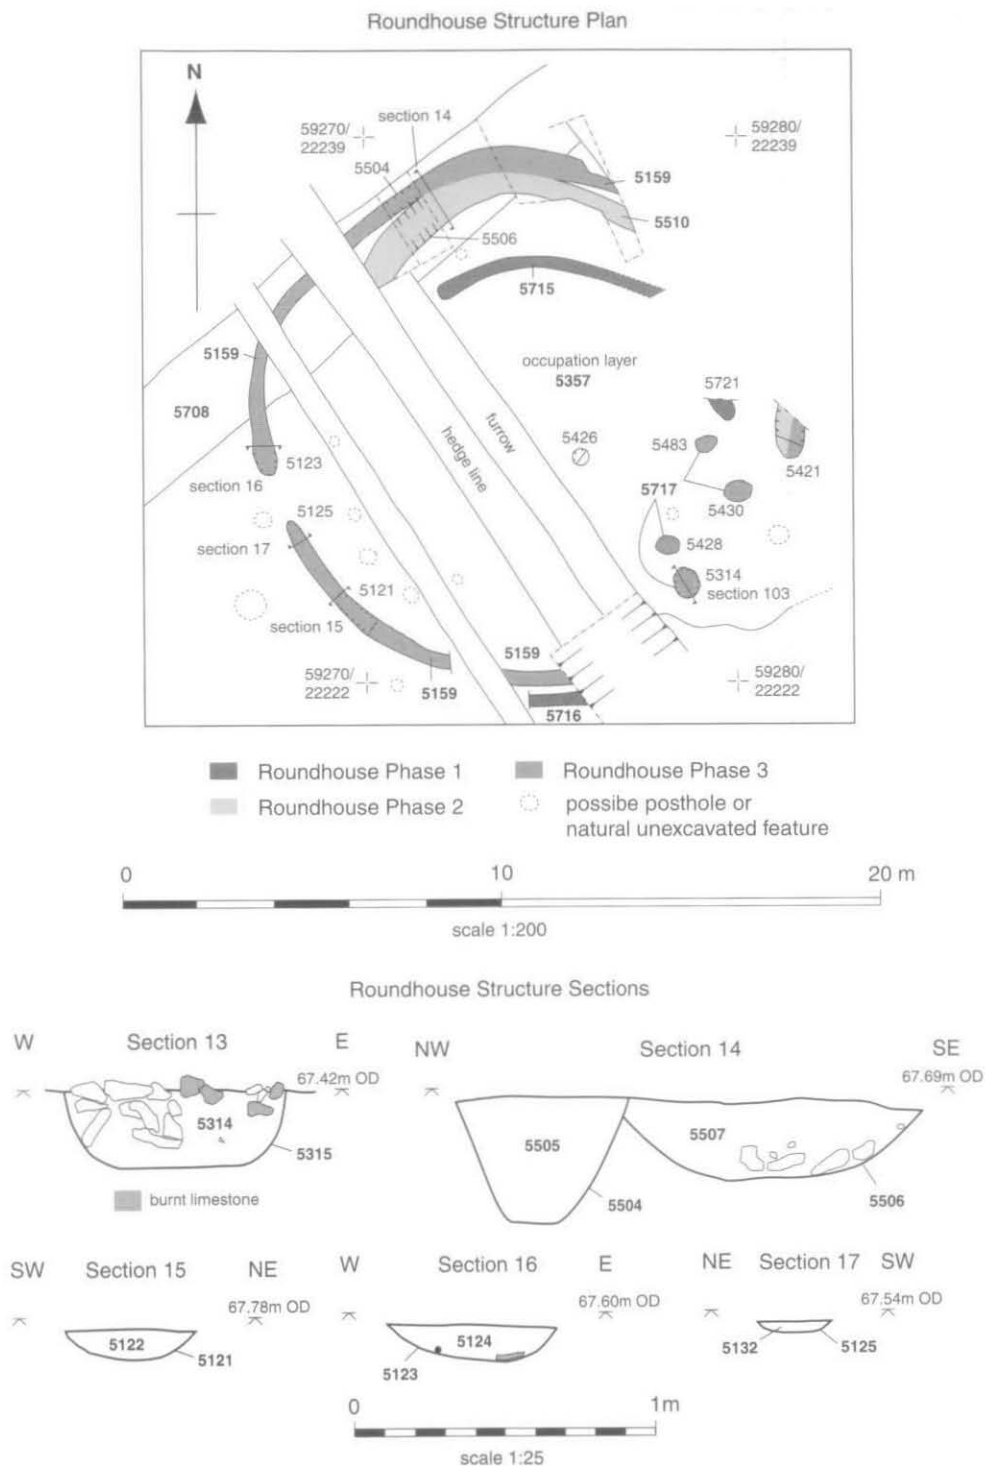 Roundhouse Structure Plan
N
section 14
59270/
22239
59280/
22239
5504
5159
5510
5506
5715
5159
occupation layer
5357
5721
5708
furrow
hedge line
5426
5483
5421
5123
section 16
5717
5430
5125
section 17
5428
5121
5314
section 103
section 15
5159
59270/
22222
5159
59280/
22222
5716
Roundhouse Phase 1
Roundhouse Phase 3
Roundhouse Phase 2
possibe posthole or
natural unexcavated feature
0 10 20 m
scale 1:200
Roundhouse Structure Sections
W Section 13 E
67.42m OD
5314
5315
burnt limestone
NW Section 14 SE
67.69m OD
5505
5507
5504
5506
SW Section 15 NE
67.78m OD
5122
5121
W Section 16 E
67.60m OD
5124
5123
NE Section 17 SW
67.54m OD
5132
5125
0 1m
scale 1:25